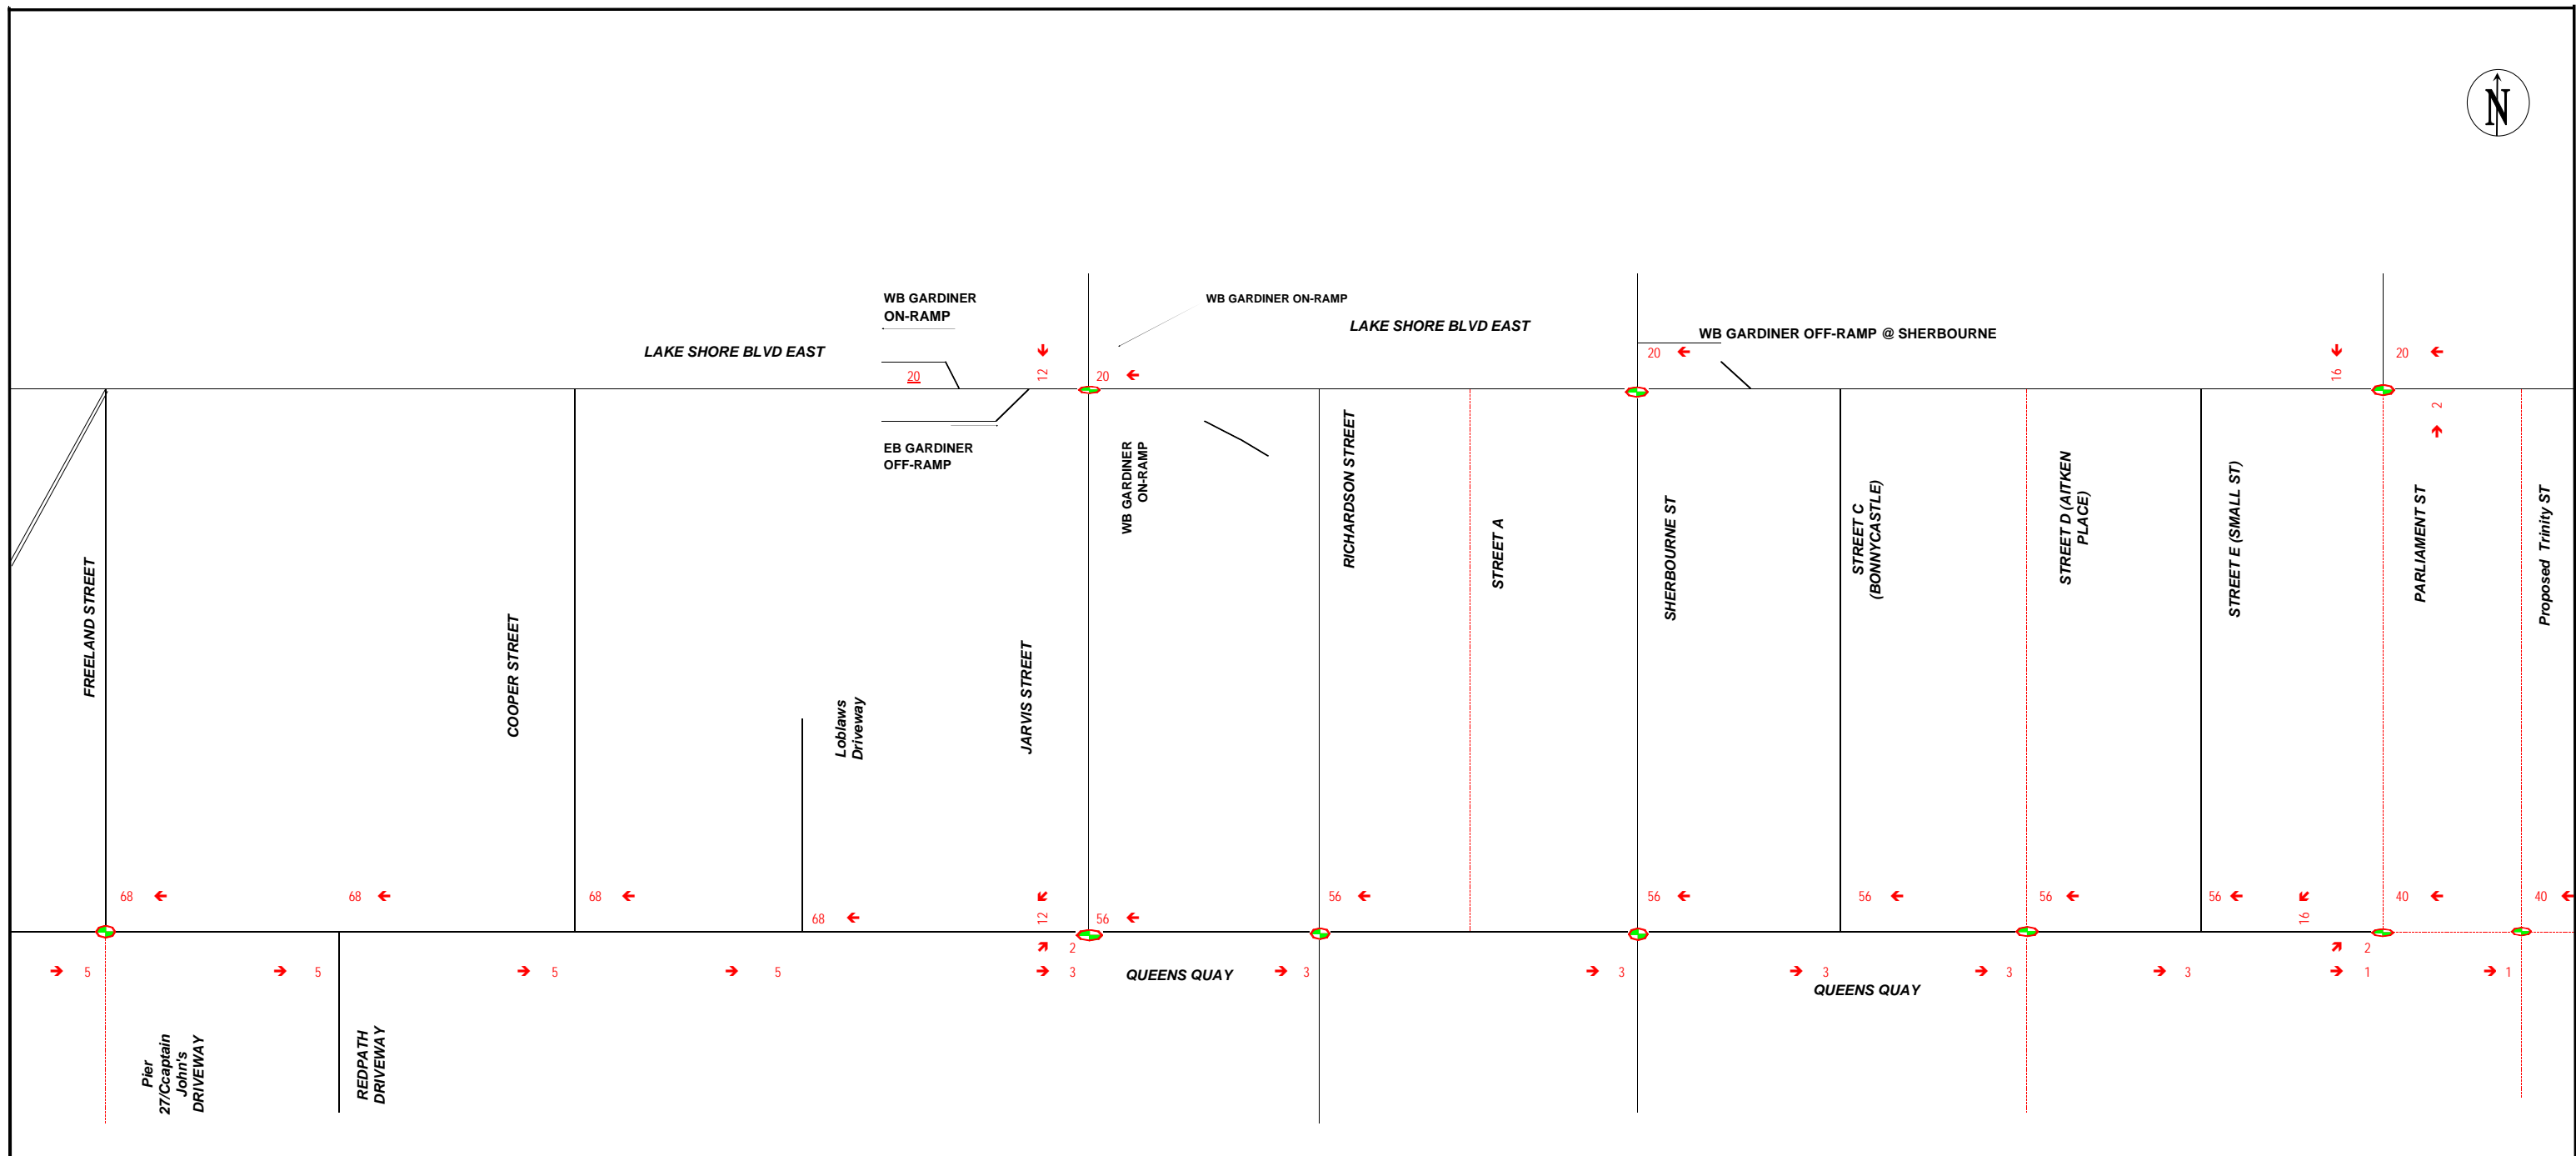 N
WB GARDINER
ON-RAMP
WB GARDINER ON-RAMP
LAKE SHORE BLVD EAST
WB GARDINER OFF-RAMP @ SHERBOURNE
LAKE SHORE BLVD EAST
20
12
20
20
16
20
2
EB GARDINER
OFF-RAMP
WB GARDINER
ON-RAMP
FREELAND STREET
COOPER STREET
Loblaws
Driveway
JARVIS STREET
RICHARDSON STREET
STREET A
SHERBOURNE ST
STREET C
(BONNYCASTLE)
STREET D (AITKEN
PLACE)
STREET E (SMALL ST)
PARLIAMENT ST
Proposed Trinity ST
68
68
68
68
12
56
56
56
56
56
56
16
40
40
2
2
5
5
5
5
3
3
3
3
3
3
1
1
QUEENS QUAY
QUEENS QUAY
Pier
27/Ccaptain
John's
DRIVEWAY
REDPATH
DRIVEWAY